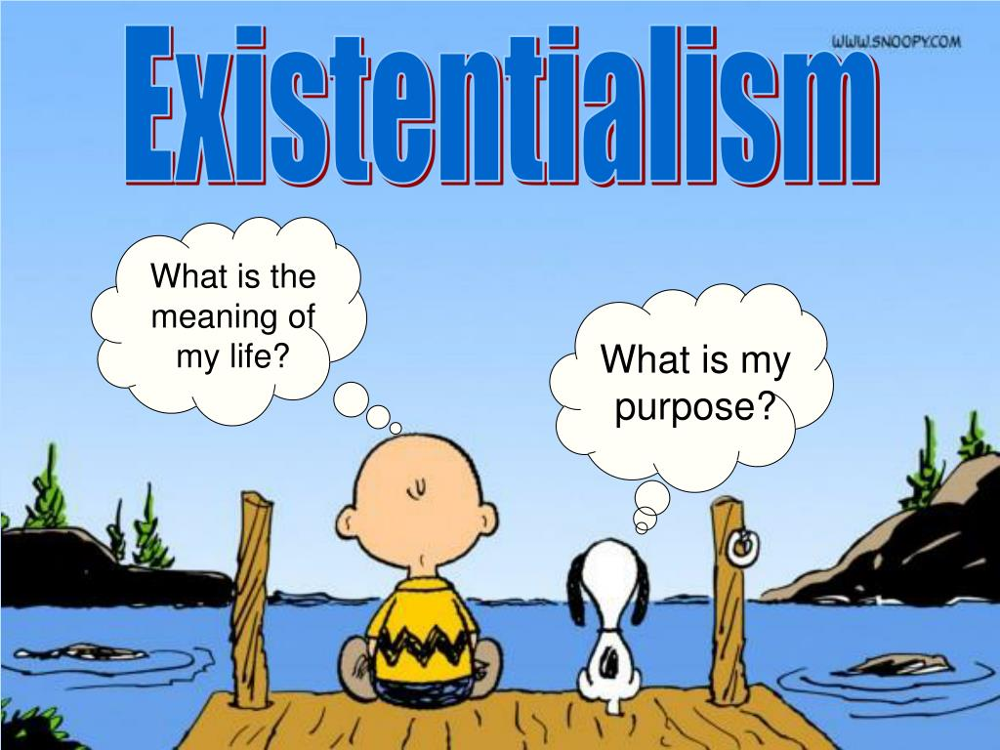 Existentialism
WWW.SNOOPY.COM
What is the
meaning of
my life?
What is my
purpose?